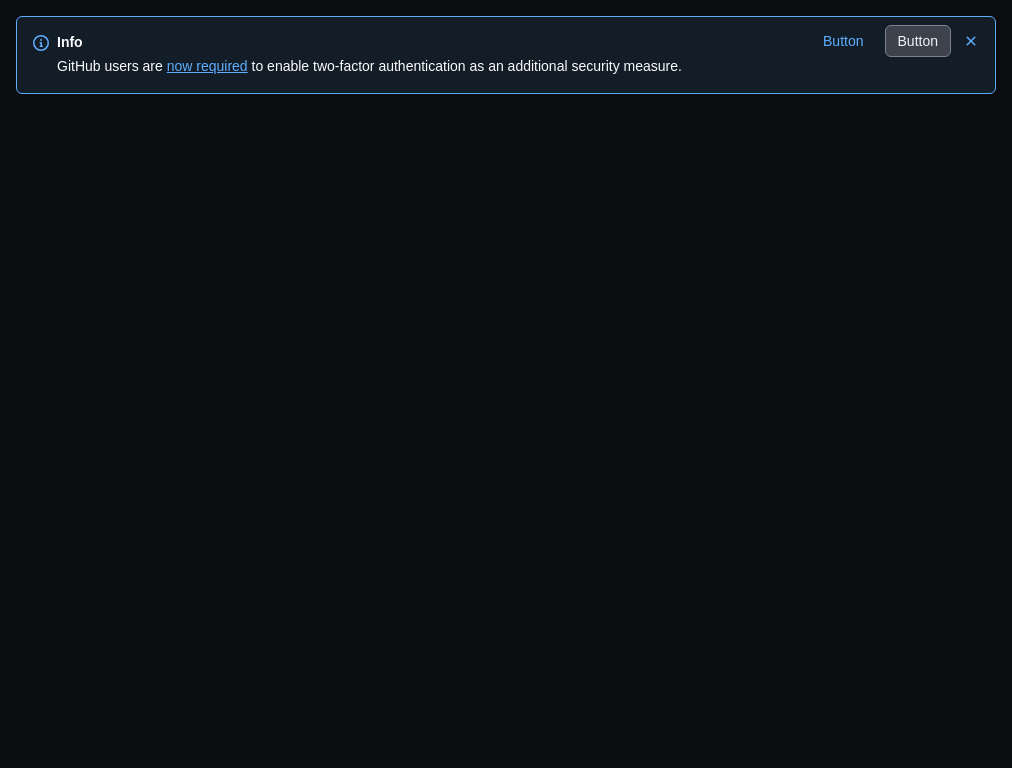 Info
Button
Button
GitHub users are now required to enable two-factor authentication as an additional security measure.